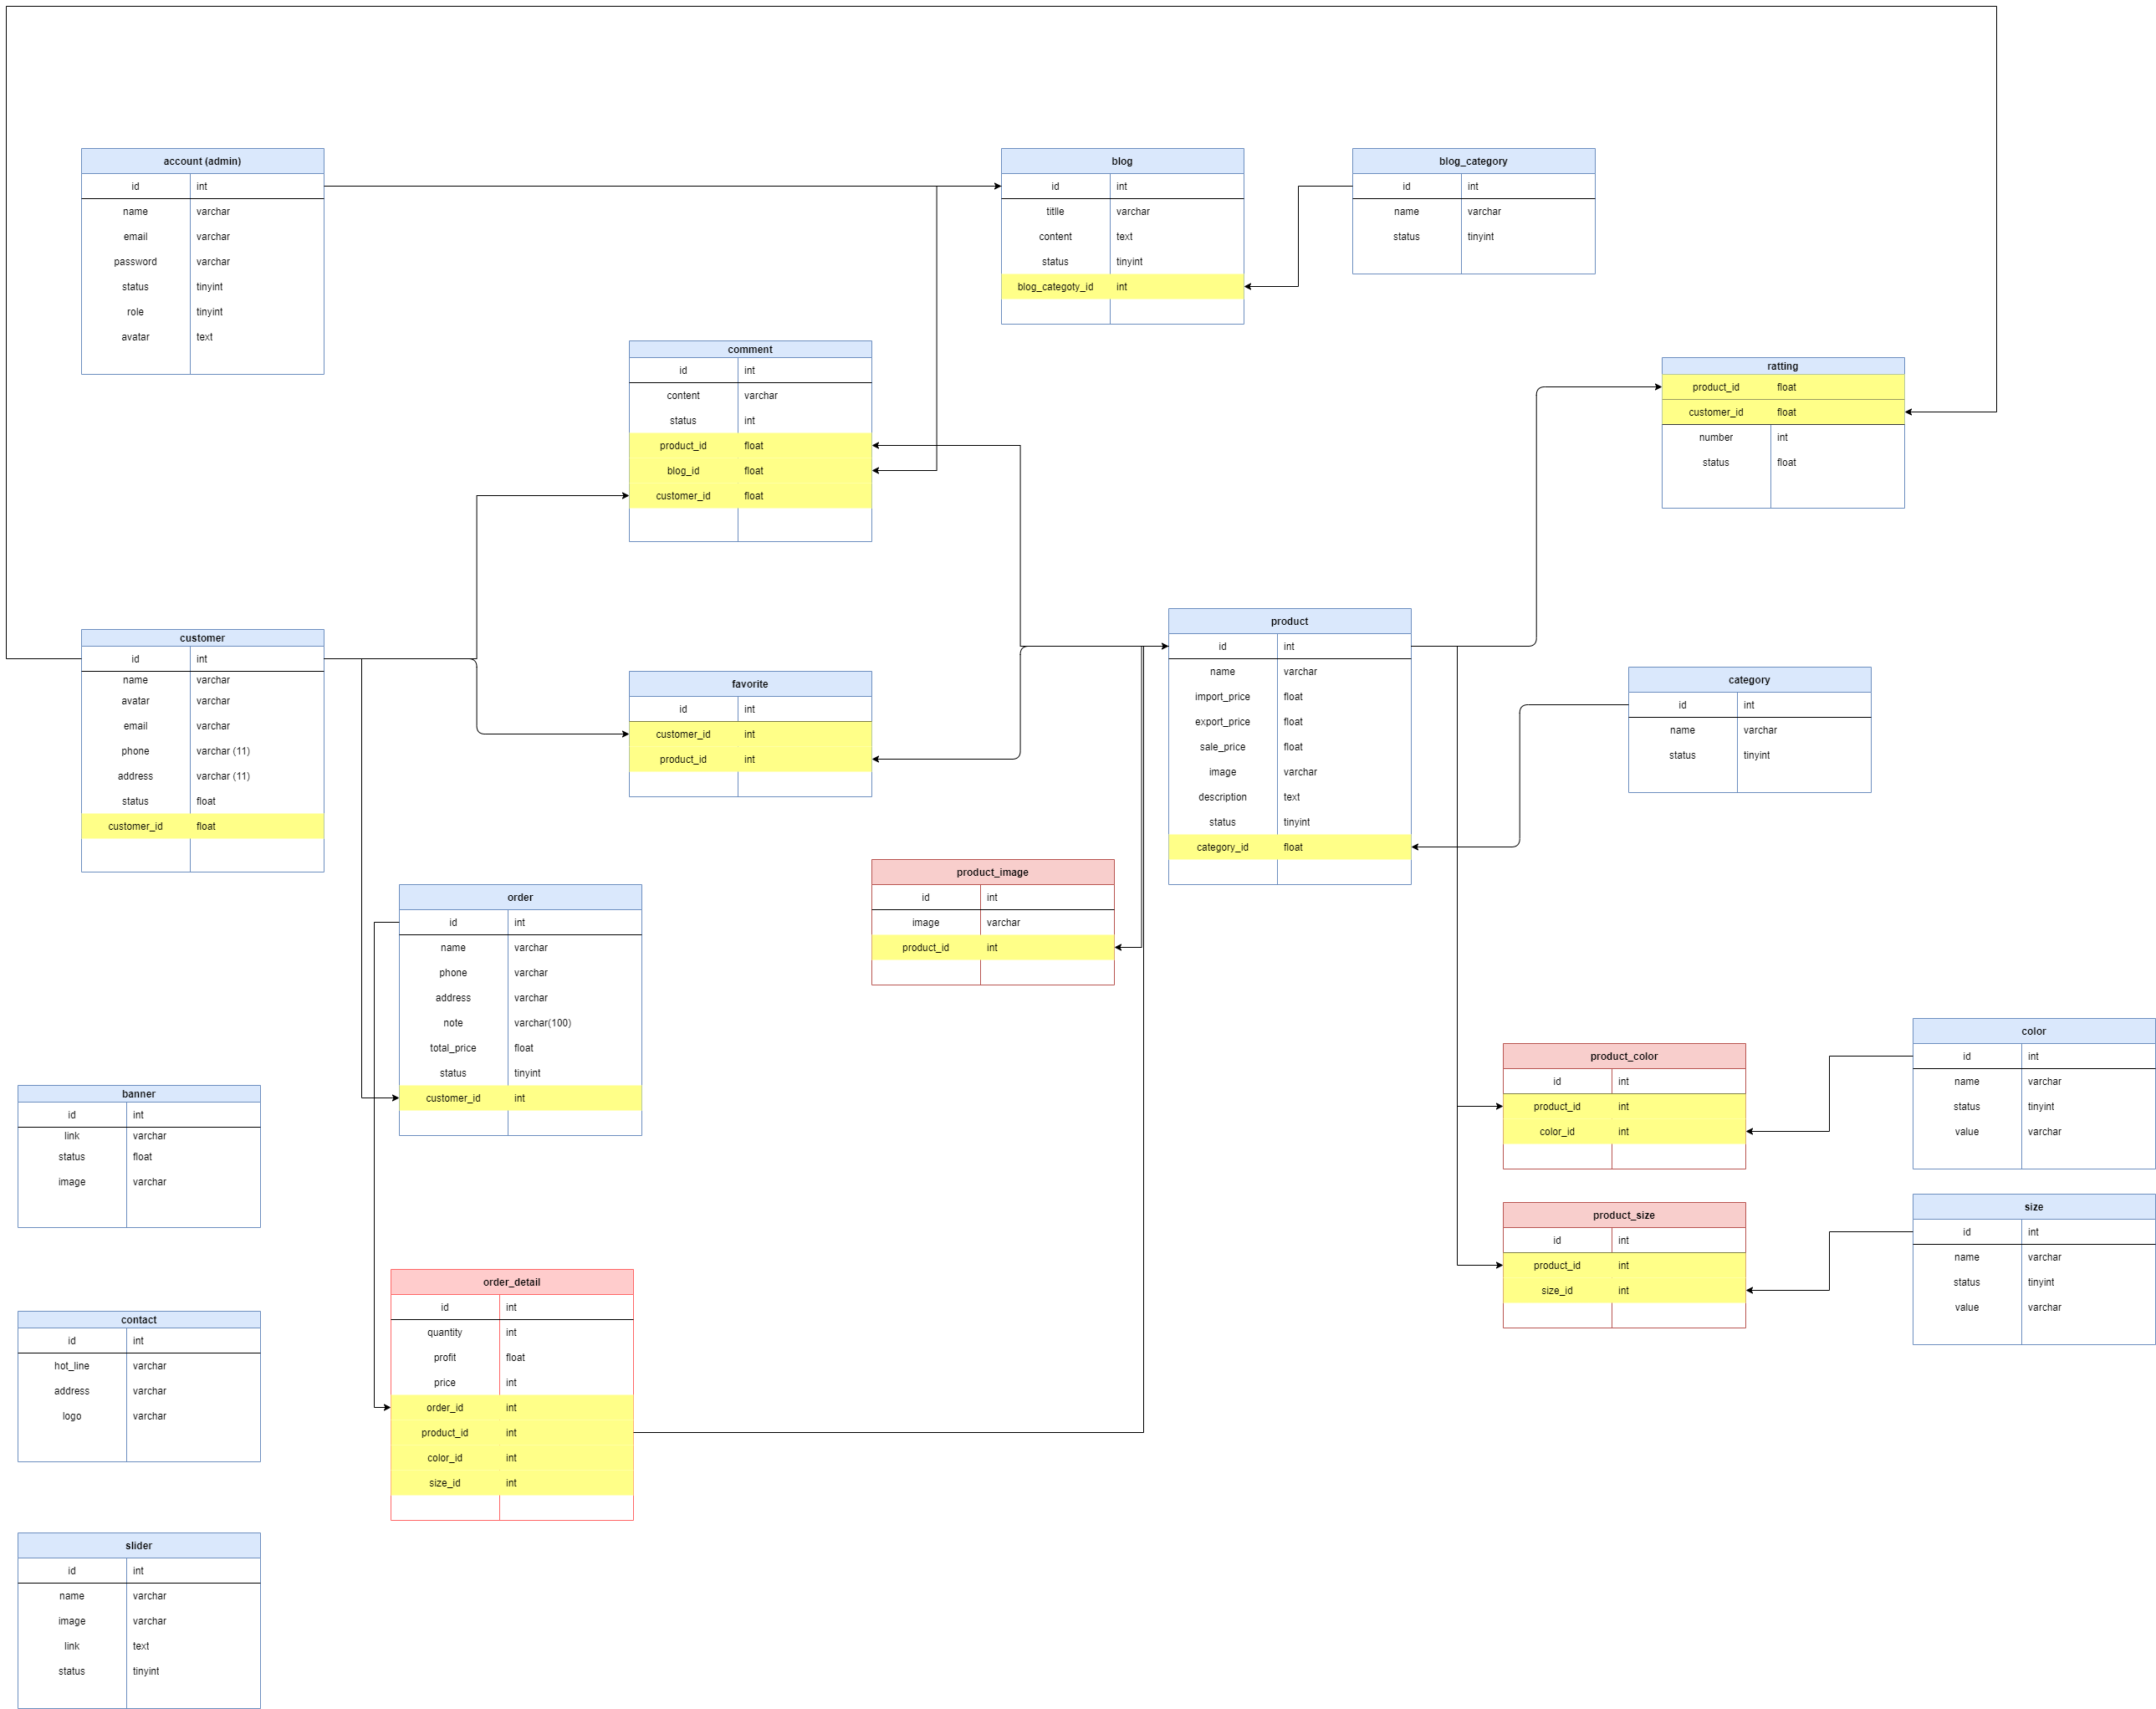 account (admin)
id int
name varchar
email varchar
password varchar
status tinyint
role tinyint
avatar text
blog
id int
titlle varchar
content text
status tinyint
blog_categoty_id int
blog_category
id int
name varchar
status tinyint
comment
id int
content varchar
status int
product_id float
blog_id float
customer_id float
ratting
product_id float
customer_id float
number int
status float
customer
id int
name varchar
avatar varchar
email varchar
phone varchar (11)
address varchar (11)
status float
customer_id float
favorite
id int
customer_id int
product_id int
product
id int
name varchar
import_price float
export_price float
sale_price float
image varchar
description text
status tinyint
category_id float
category
id int
name varchar
status tinyint
order
id int
name varchar
phone varchar
address varchar
note varchar(100)
total_price float
status tinyint
customer_id int
product_image
id int
image varchar
product_id int
product_color
id int
product_id int
color_id int
color
id int
name varchar
status tinyint
value varchar
banner
id int
link varchar
status float
image varchar
product_size
id int
product_id int
size_id int
size
id int
name varchar
status tinyint
value varchar
order_detail
id int
quantity int
profit float
price int
order_id int
product_id int
color_id int
size_id int
contact
id int
hot_line varchar
address varchar
logo varchar
slider
id int
name varchar
image varchar
link text
status tinyint